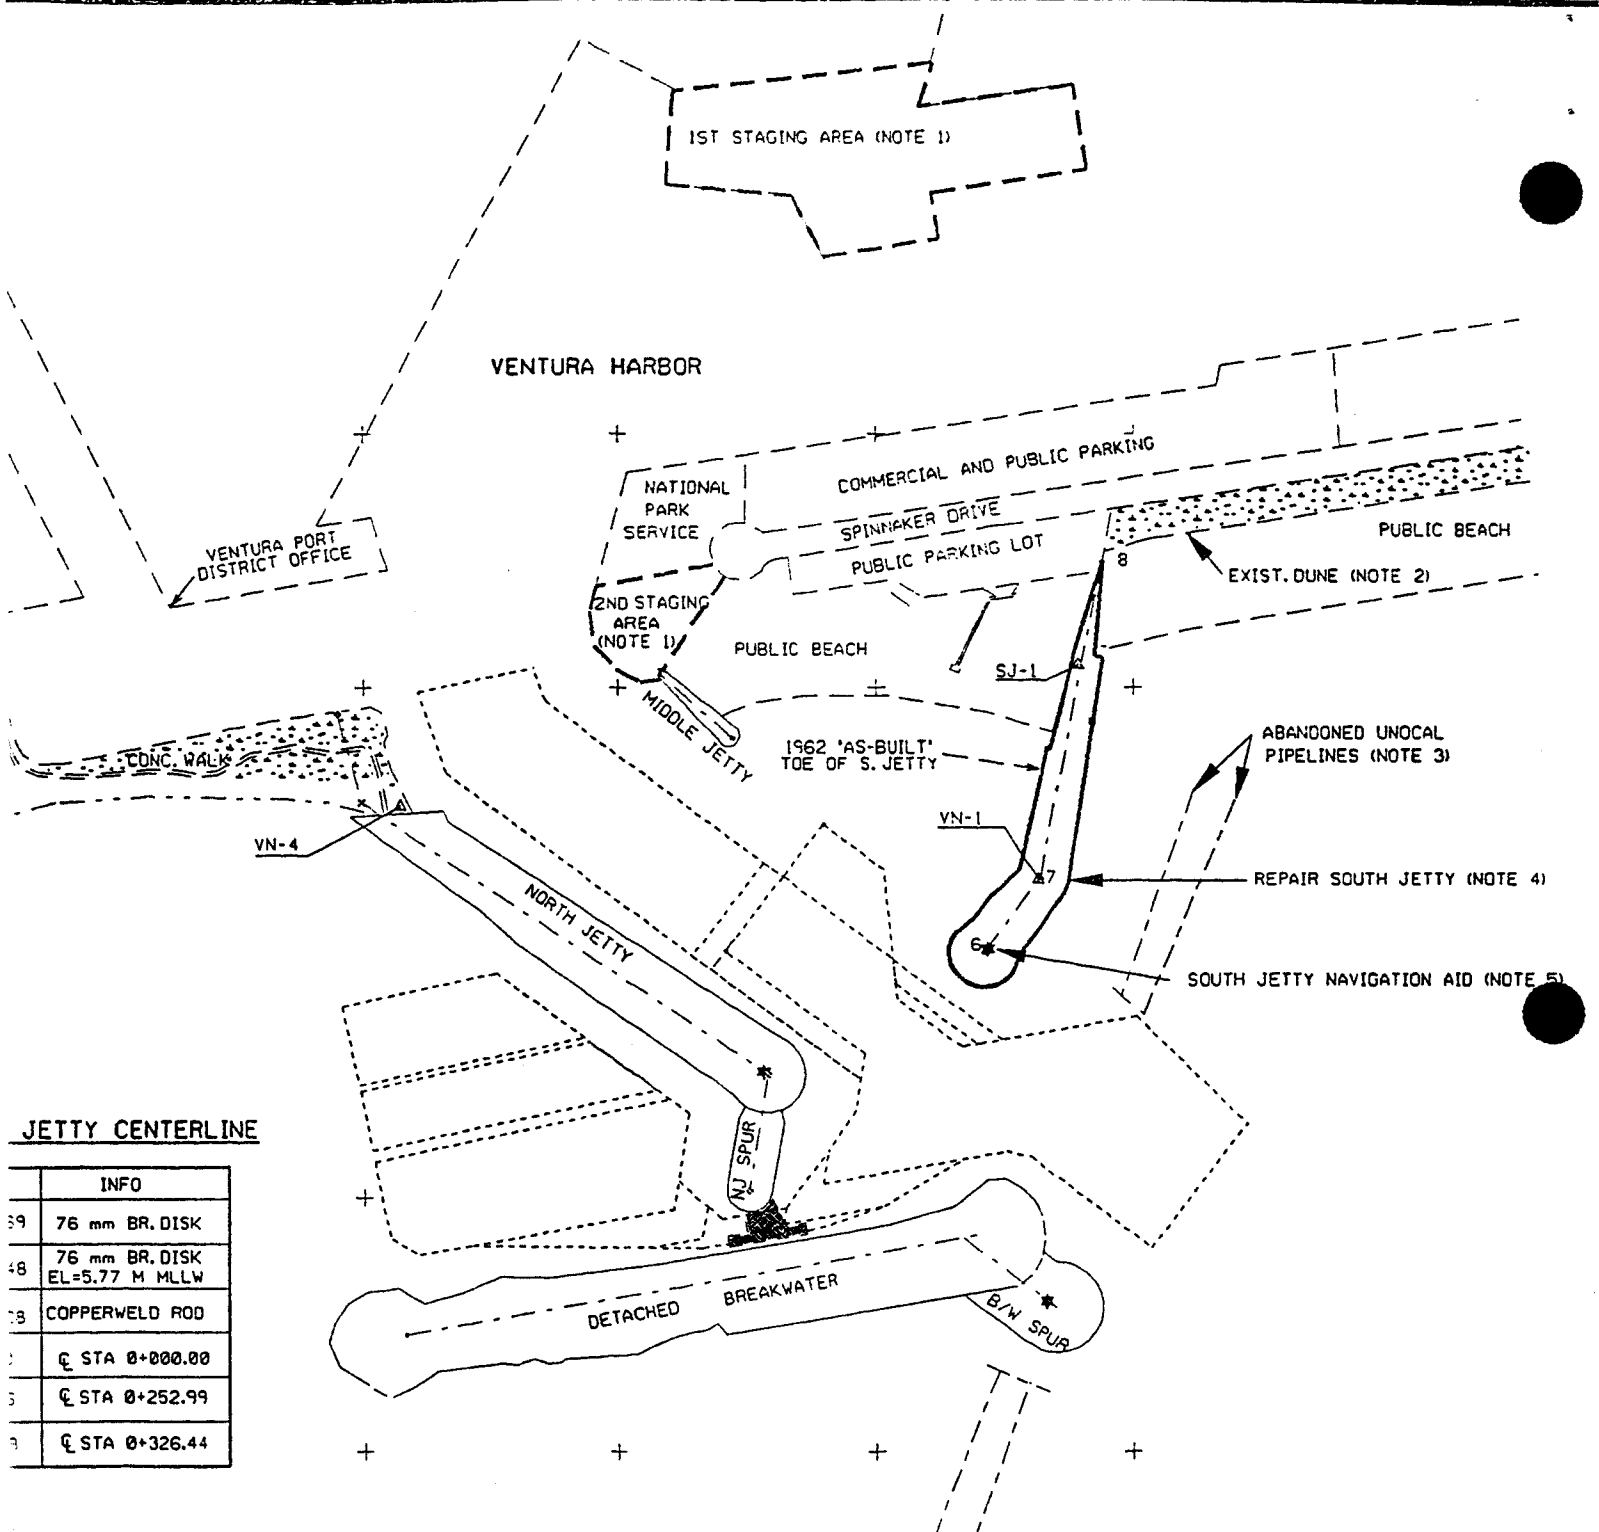 1ST STAGING AREA (NOTE 1)
VENTURA HARBOR
COMMERCIAL AND PUBLIC PARKING
NATIONAL
PARK
SERVICE
SPINNAKER DRIVE
PUBLIC PARKING LOT
PUBLIC BEACH
8
EXIST. DUNE (NOTE 2)
VENTURA PORT
DISTRICT OFFICE
2ND STAGING
AREA
(NOTE 1)
PUBLIC BEACH
SJ-1
MIDDLE JETTY
1962 'AS-BUILT'
TOE OF S. JETTY
ABANDONED UNOCAL
PIPELINES (NOTE 3)
CONC. WALK
VN-4
VN-1
7
REPAIR SOUTH JETTY (NOTE 4)
NORTH JETTY
6
SOUTH JETTY NAVIGATION AID (NOTE 5)
NJ SPUR
JETTY CENTERLINE
INFO
76 mm BR. DISK
76 mm BR. DISK
EL=5.77 M MLLW
COPPERWELD ROD
℄ STA 0+000.00
℄ STA 0+252.99
℄ STA 0+326.44
DETACHED BREAKWATER
B/W SPUR